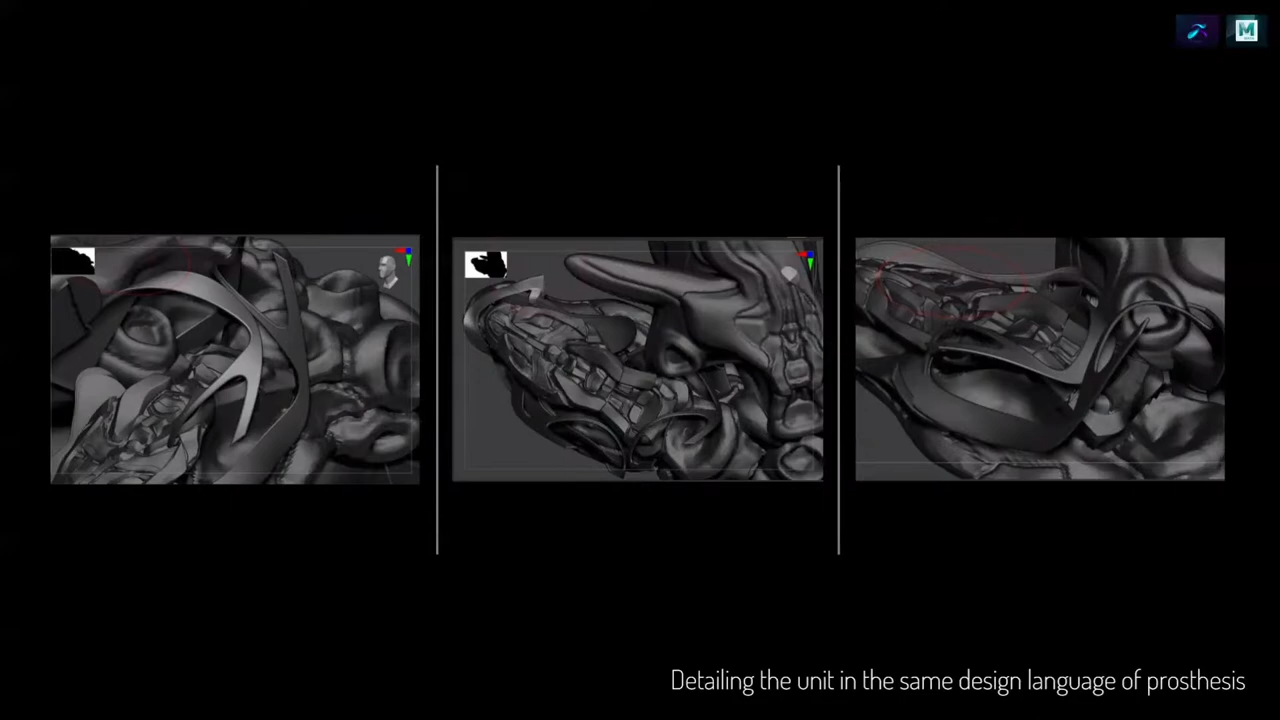 M
Detailing the unit in the same design language of prosthesis